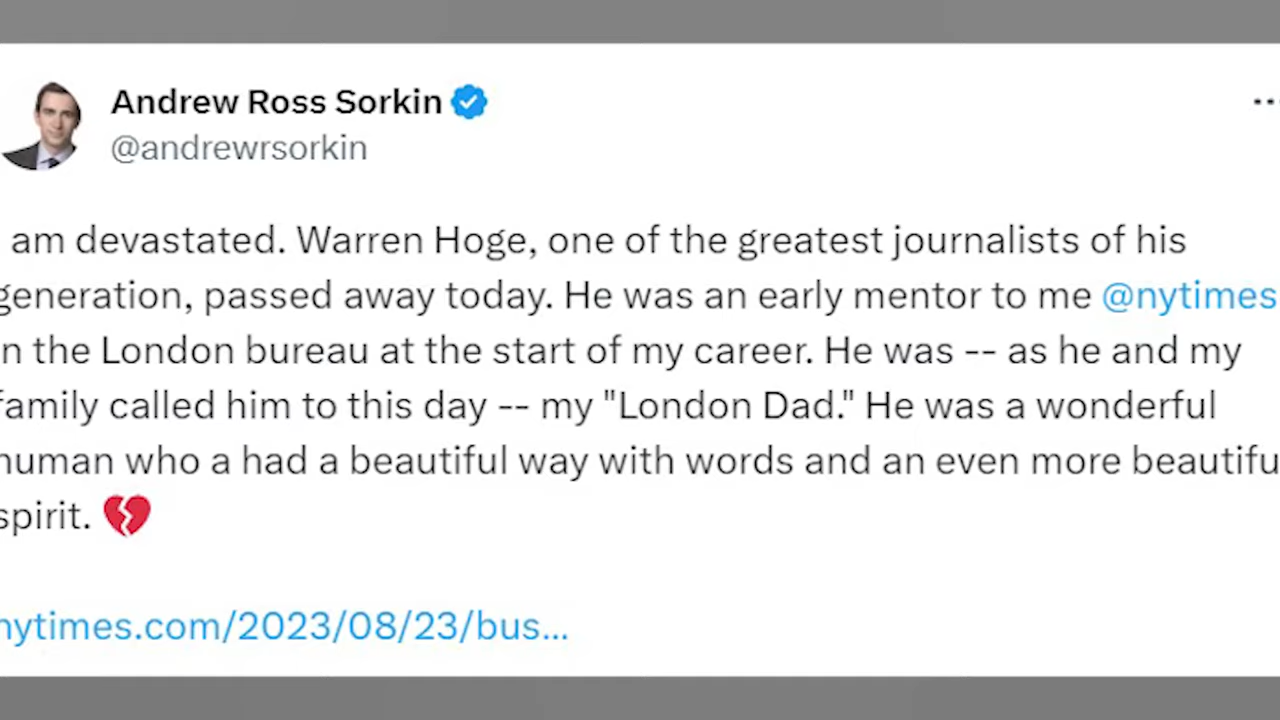 Andrew Ross Sorkin
@andrewrsorkin
am devastated. Warren Hoge, one of the greatest journalists of his
generation, passed away today. He was an early mentor to me @nytimes
in the London bureau at the start of my career. He was -- as he and my
family called him to this day -- my "London Dad." He was a wonderful
human who a had a beautiful way with words and an even more beautifu
spirit. 💔
nytimes.com/2023/08/23/bus...